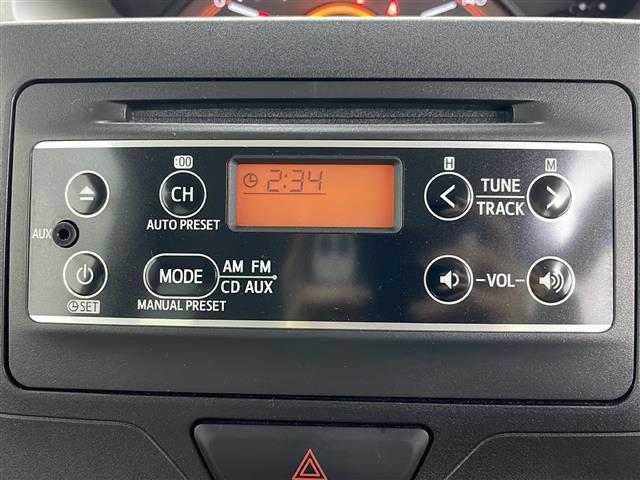 :00
CH
AUTO PRESET
2:34
H
M
TUNE
TRACK
AUX
MODE
AM FM
CD AUX
MANUAL PRESET
SET
-VOL-